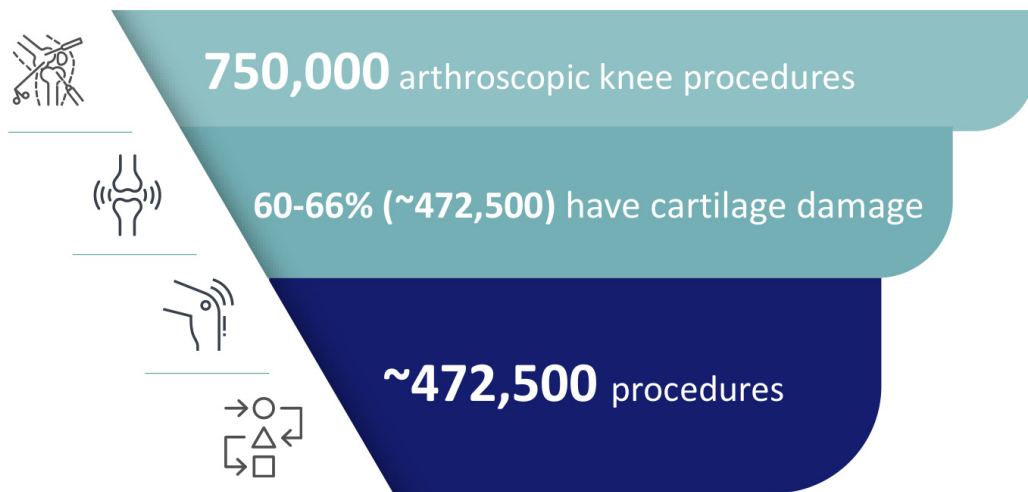 750,000 arthroscopic knee procedures
60-66% (~472,500) have cartilage damage
~472,500 procedures